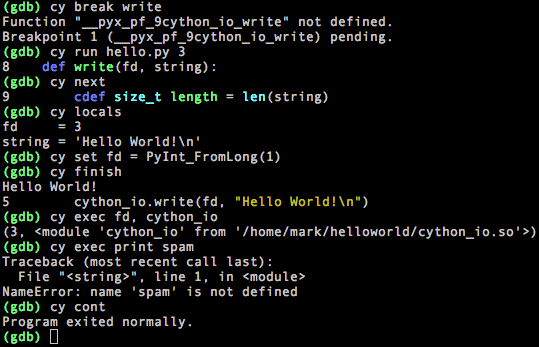 (gdb) cy break write
Function "__pyx_pf_9cython_io_write" not defined.
Breakpoint 1 (__pyx_pf_9cython_io_write) pending.
(gdb) cy run hello.py 3
8    def write(fd, string):
(gdb) cy next
9        cdef size_t length = len(string)
(gdb) cy locals
fd     = 3
string = 'Hello World!\n'
(gdb) cy set fd = PyInt_FromLong(1)
(gdb) cy finish
Hello World!
5        cython_io.write(fd, "Hello World!\n")
(gdb) cy exec fd, cython_io
(3, <module 'cython_io' from '/home/mark/helloworld/cython_io.so'>)
(gdb) cy exec print spam
Traceback (most recent call last):
  File "<string>", line 1, in <module>
NameError: name 'spam' is not defined
(gdb) cy cont
Program exited normally.
(gdb)